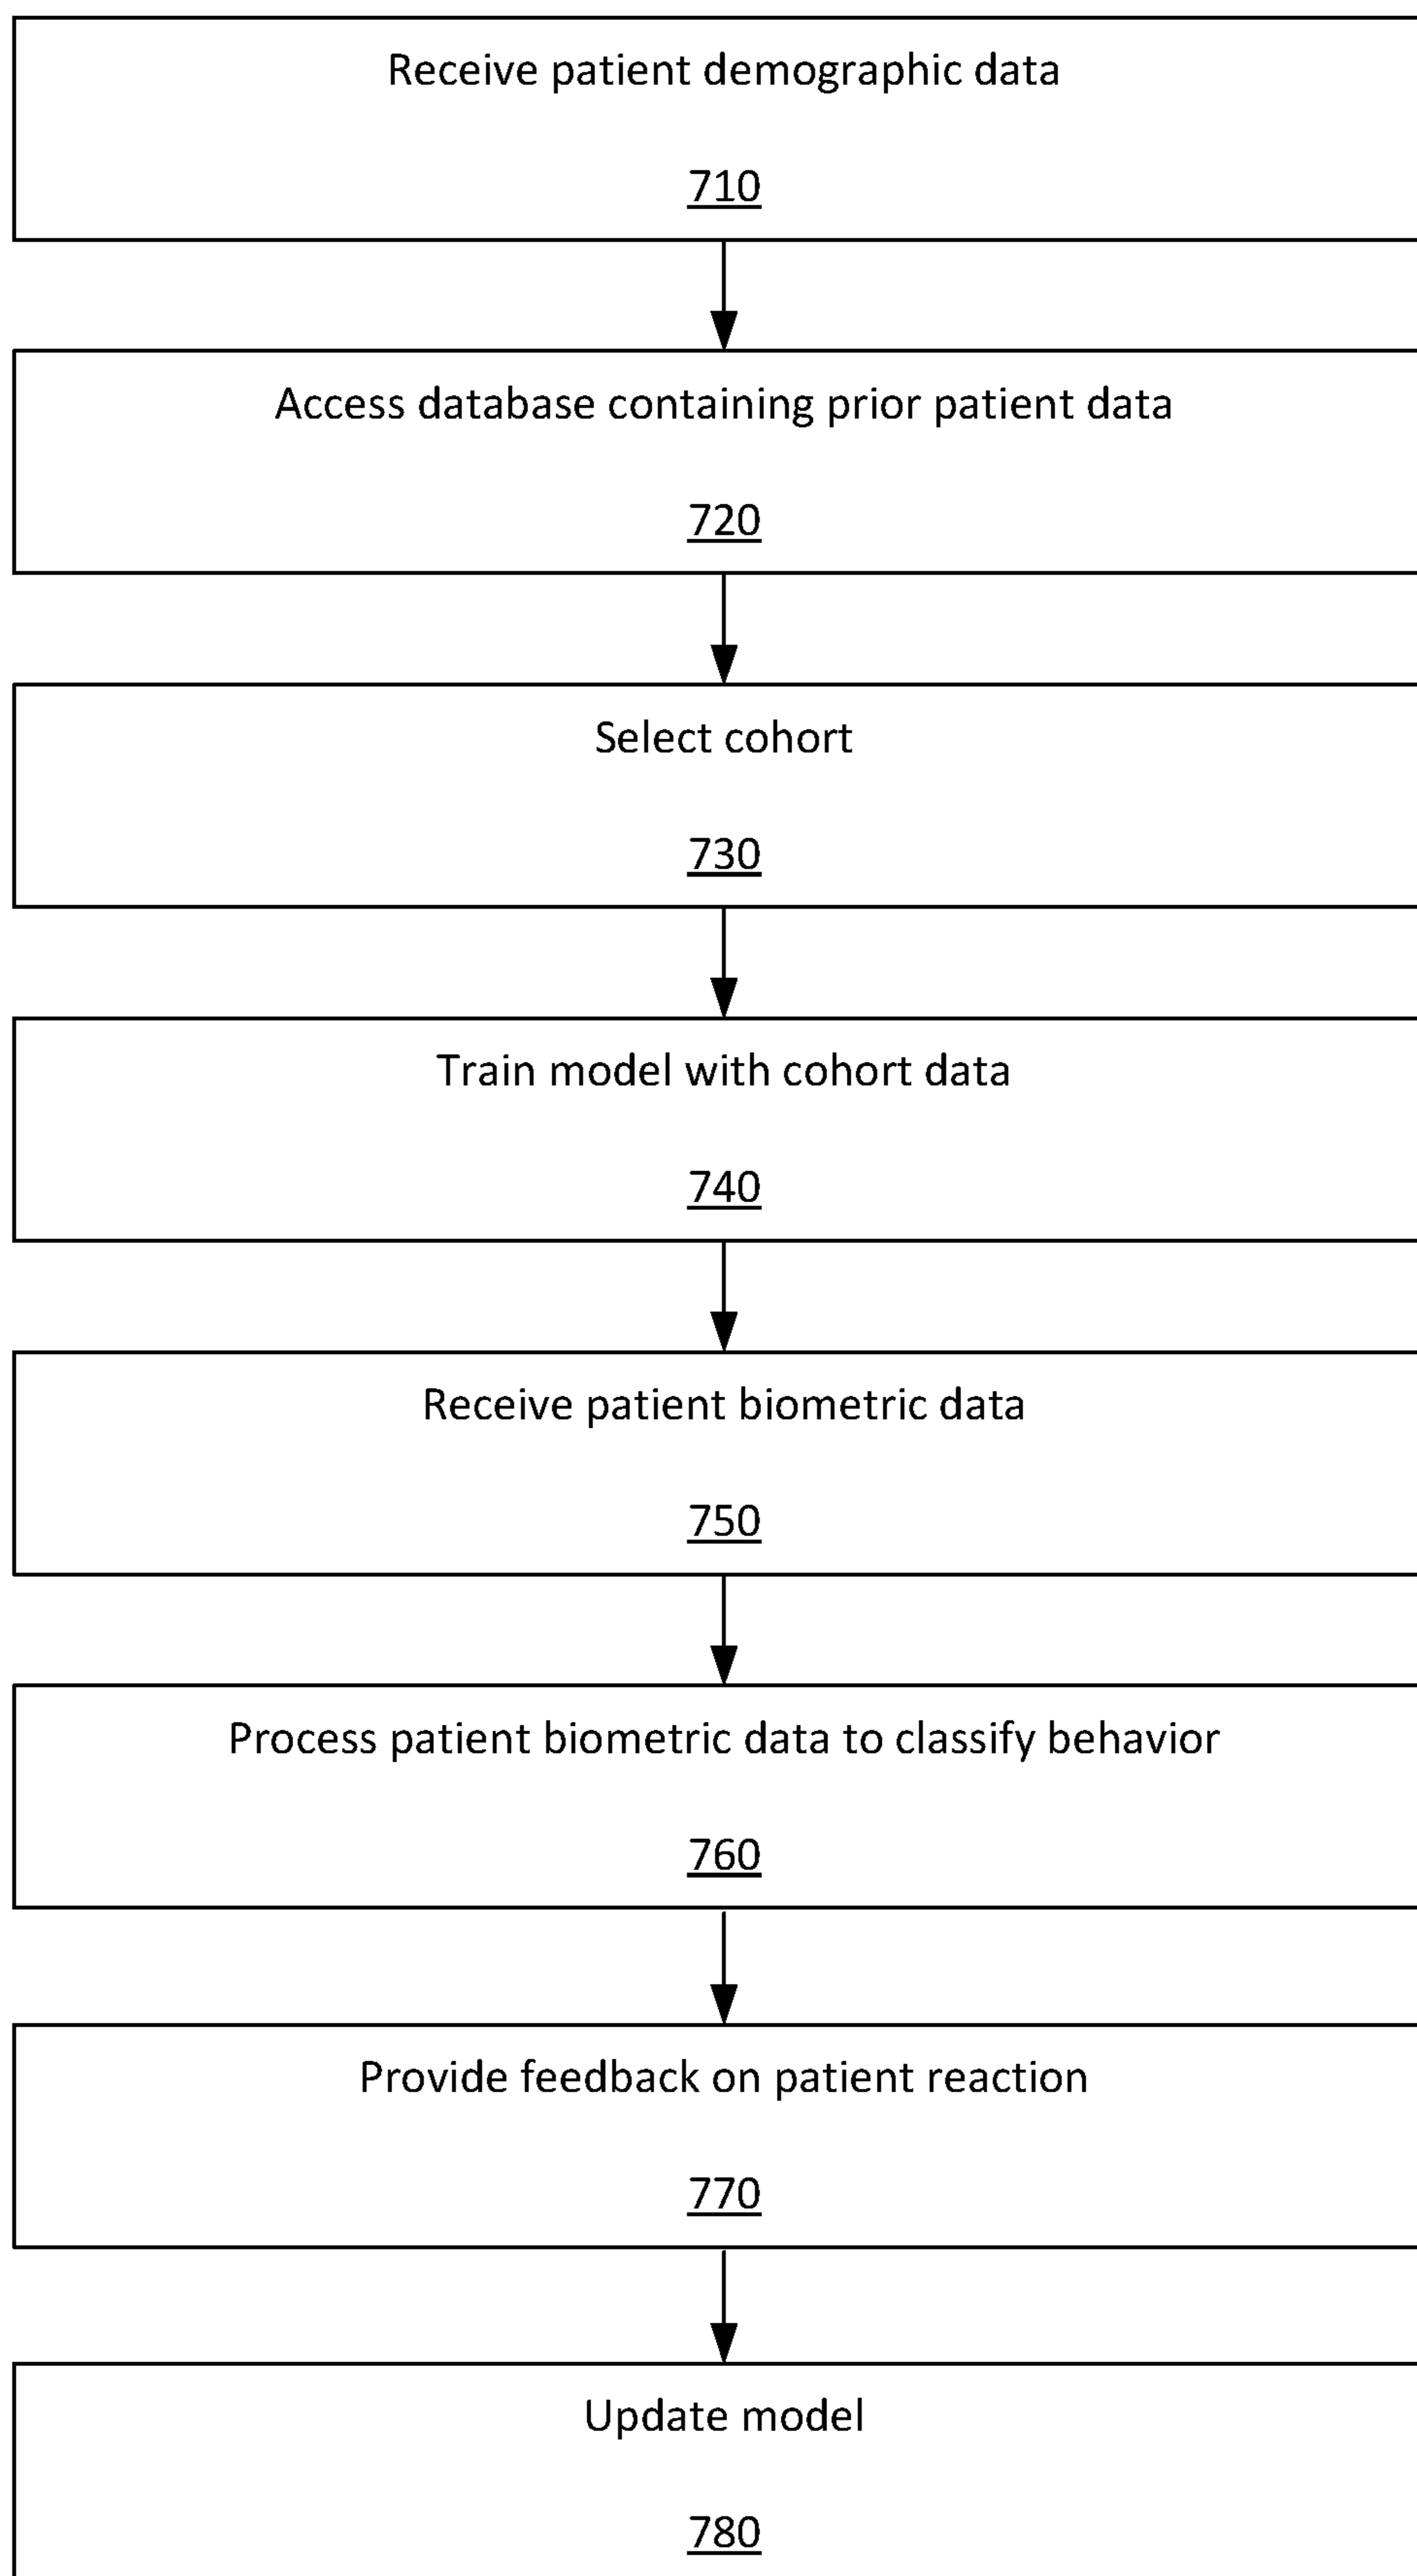 Receive patient demographic data
710
Access database containing prior patient data
720
Select cohort
730
Train model with cohort data
740
Receive patient biometric data
750
Process patient biometric data to classify behavior
760
Provide feedback on patient reaction
770
Update model
780